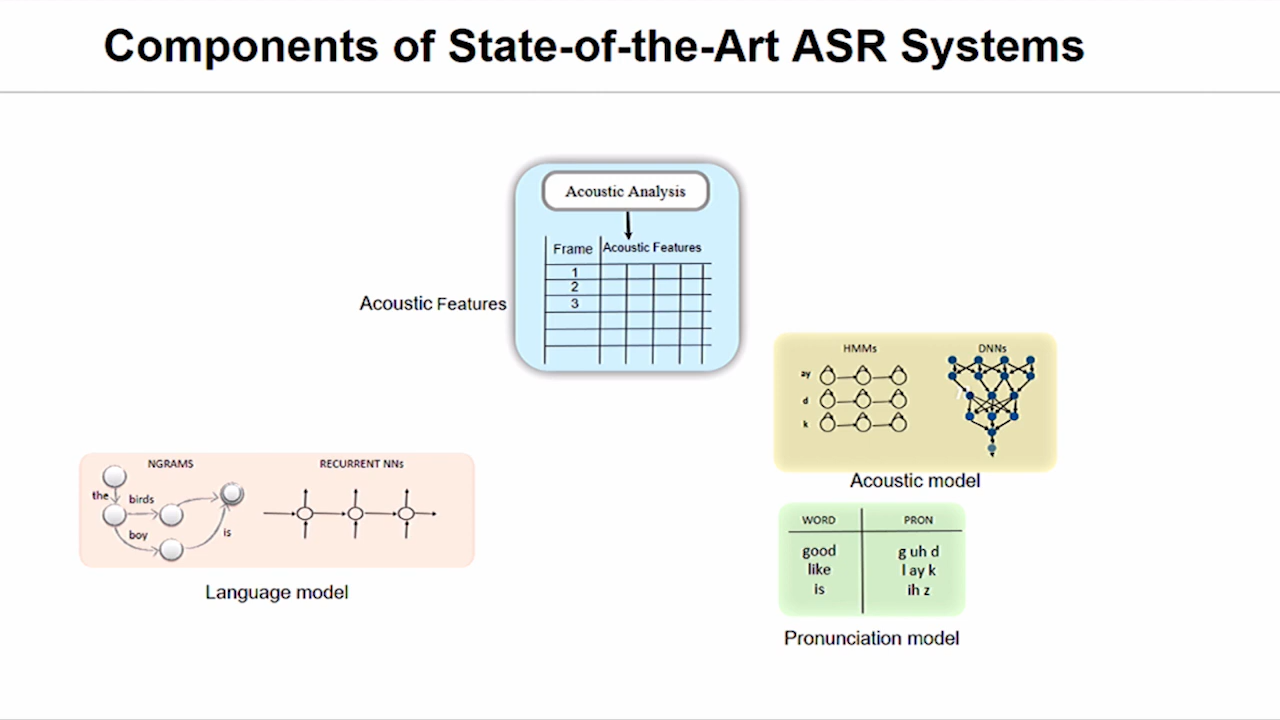 Components of State-of-the-Art ASR Systems
Acoustic Analysis
Frame Acoustic Features
1
2
3
Acoustic Features
HMMs DNNs
ay
d
k
Acoustic model
NGRAMS RECURRENT NNs
the birds
boy is
Language model
WORD PRON
good g uh d
like l ay k
is ih z
Pronunciation model